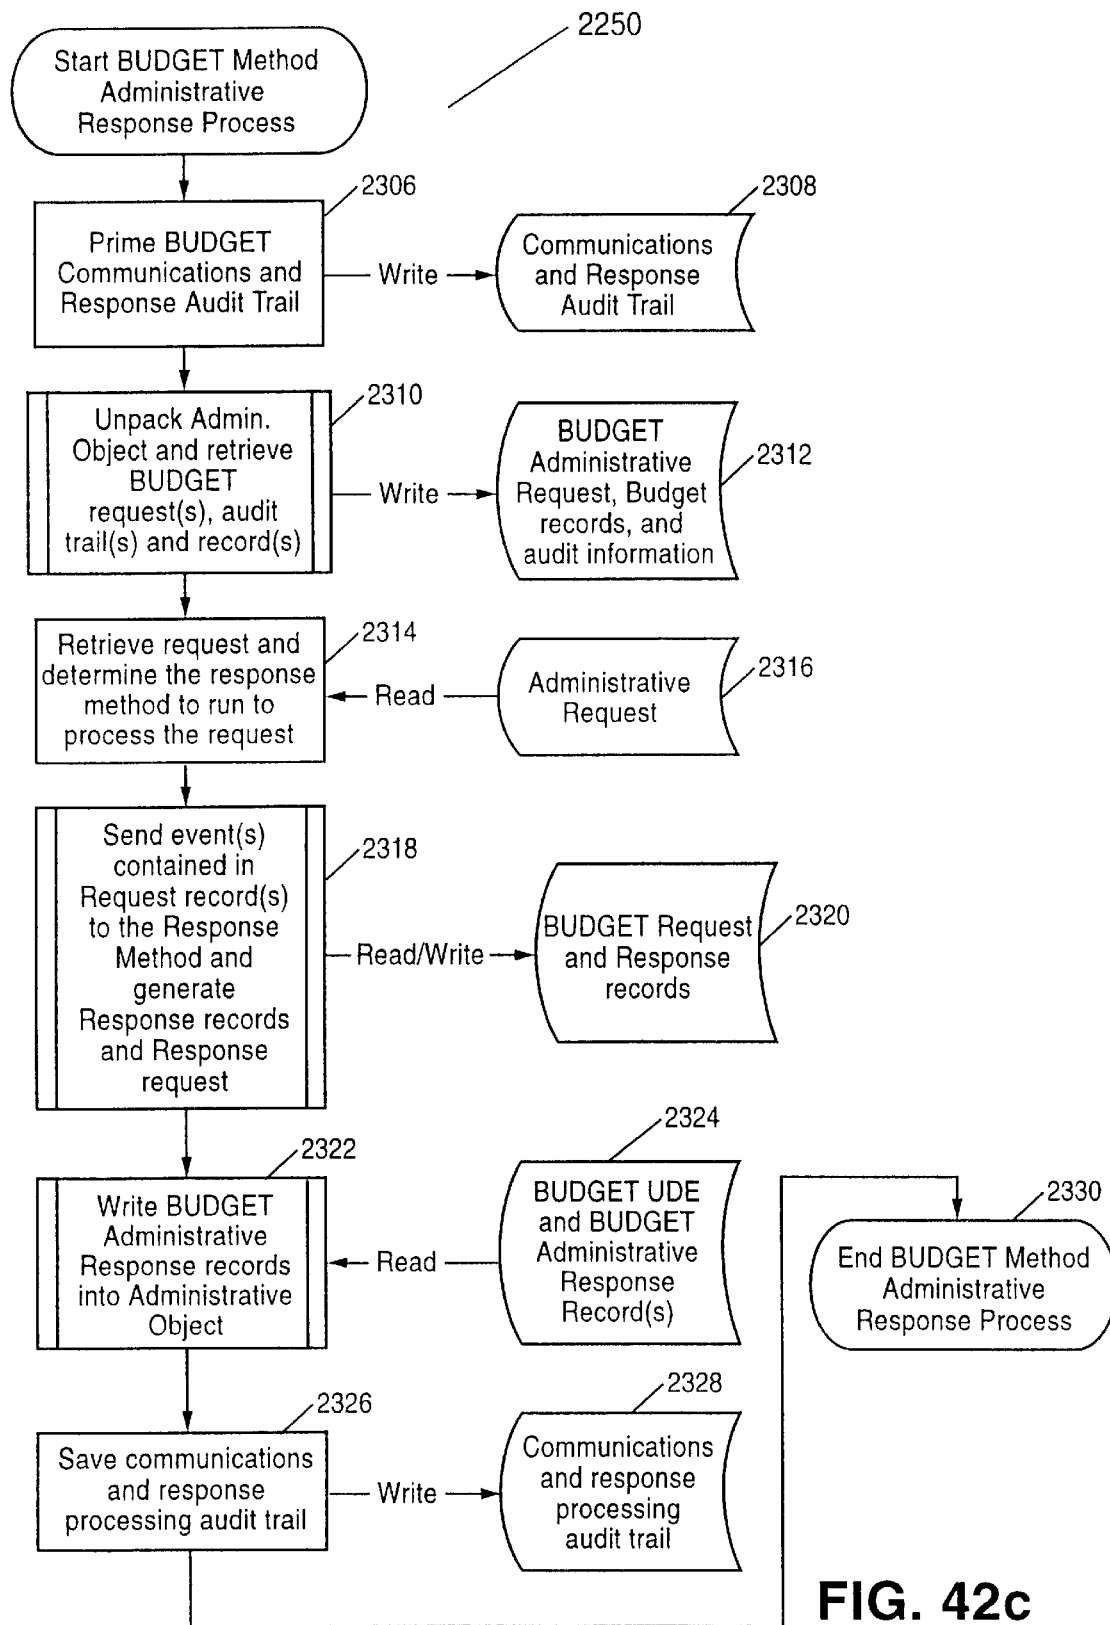 2250
Start BUDGET Method
Administrative
Response Process
2306
Prime BUDGET
Communications and
Response Audit Trail
Write
2308
Communications
and Response
Audit Trail
2310
Unpack Admin.
Object and retrieve
BUDGET
request(s), audit
trail(s) and record(s)
Write
BUDGET
Administrative
Request, Budget
records, and
audit information
2312
2314
Retrieve request and
determine the response
method to run to
process the request
Read
Administrative
Request
2316
2318
Send event(s)
contained in
Request record(s)
to the Response
Method and
generate
Response records
and Response
request
Read/Write
BUDGET Request
and Response
records
2320
2322
Write BUDGET
Administrative
Response records
into Administrative
Object
Read
2324
BUDGET UDE
and BUDGET
Administrative
Response
Record(s)
2326
Save communications
and response
processing audit trail
Write
2328
Communications
and response
processing
audit trail
2330
End BUDGET Method
Administrative
Response Process
FIG. 42c